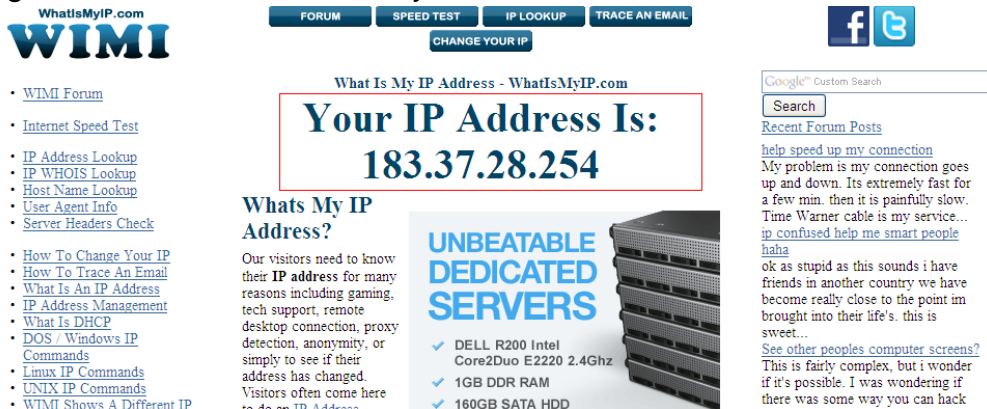 WhatIsMyIP.com
WIMI
FORUM
SPEED TEST
IP LOOKUP
TRACE AN EMAIL
CHANGE YOUR IP
WIMI Forum
Internet Speed Test
IP Address Lookup
IP WHOIS Lookup
Host Name Lookup
User Agent Info
Server Headers Check
How To Change Your IP
How To Trace An Email
What Is An IP Address
IP Address Management
What Is DHCP
DOS / Windows IP
Commands
Linux IP Commands
UNIX IP Commands
WIMI Shows A Different IP
What Is My IP Address - WhatIsMyIP.com
Your IP Address Is:
183.37.28.254
Whats My IP
Address?
Our visitors need to know
their IP address for many
reasons including gaming,
tech support, remote
desktop connection, proxy
detection, anonymity, or
simply to see if their
address has changed.
Visitors often come here
to do an IP Address
UNBEATABLE
DEDICATED
SERVERS
DELL R200 Intel
Core2Duo E2220 2.4Ghz
1GB DDR RAM
160GB SATA HDD
Google™ Custom Search
Search
Recent Forum Posts
help speed up my connection
My problem is my connection goes
up and down. Its extremely fast for
a few min. then it is painfully slow.
Time Warner cable is my service...
ip confused help me smart people
haha
ok as stupid as this sounds i have
friends in another country we have
become really close to the point im
brought into their life's. this is
sweet...
See other peoples computer screens?
This is fairly complex, but i wonder
if it's possible. I was wondering if
there was some way you can hack